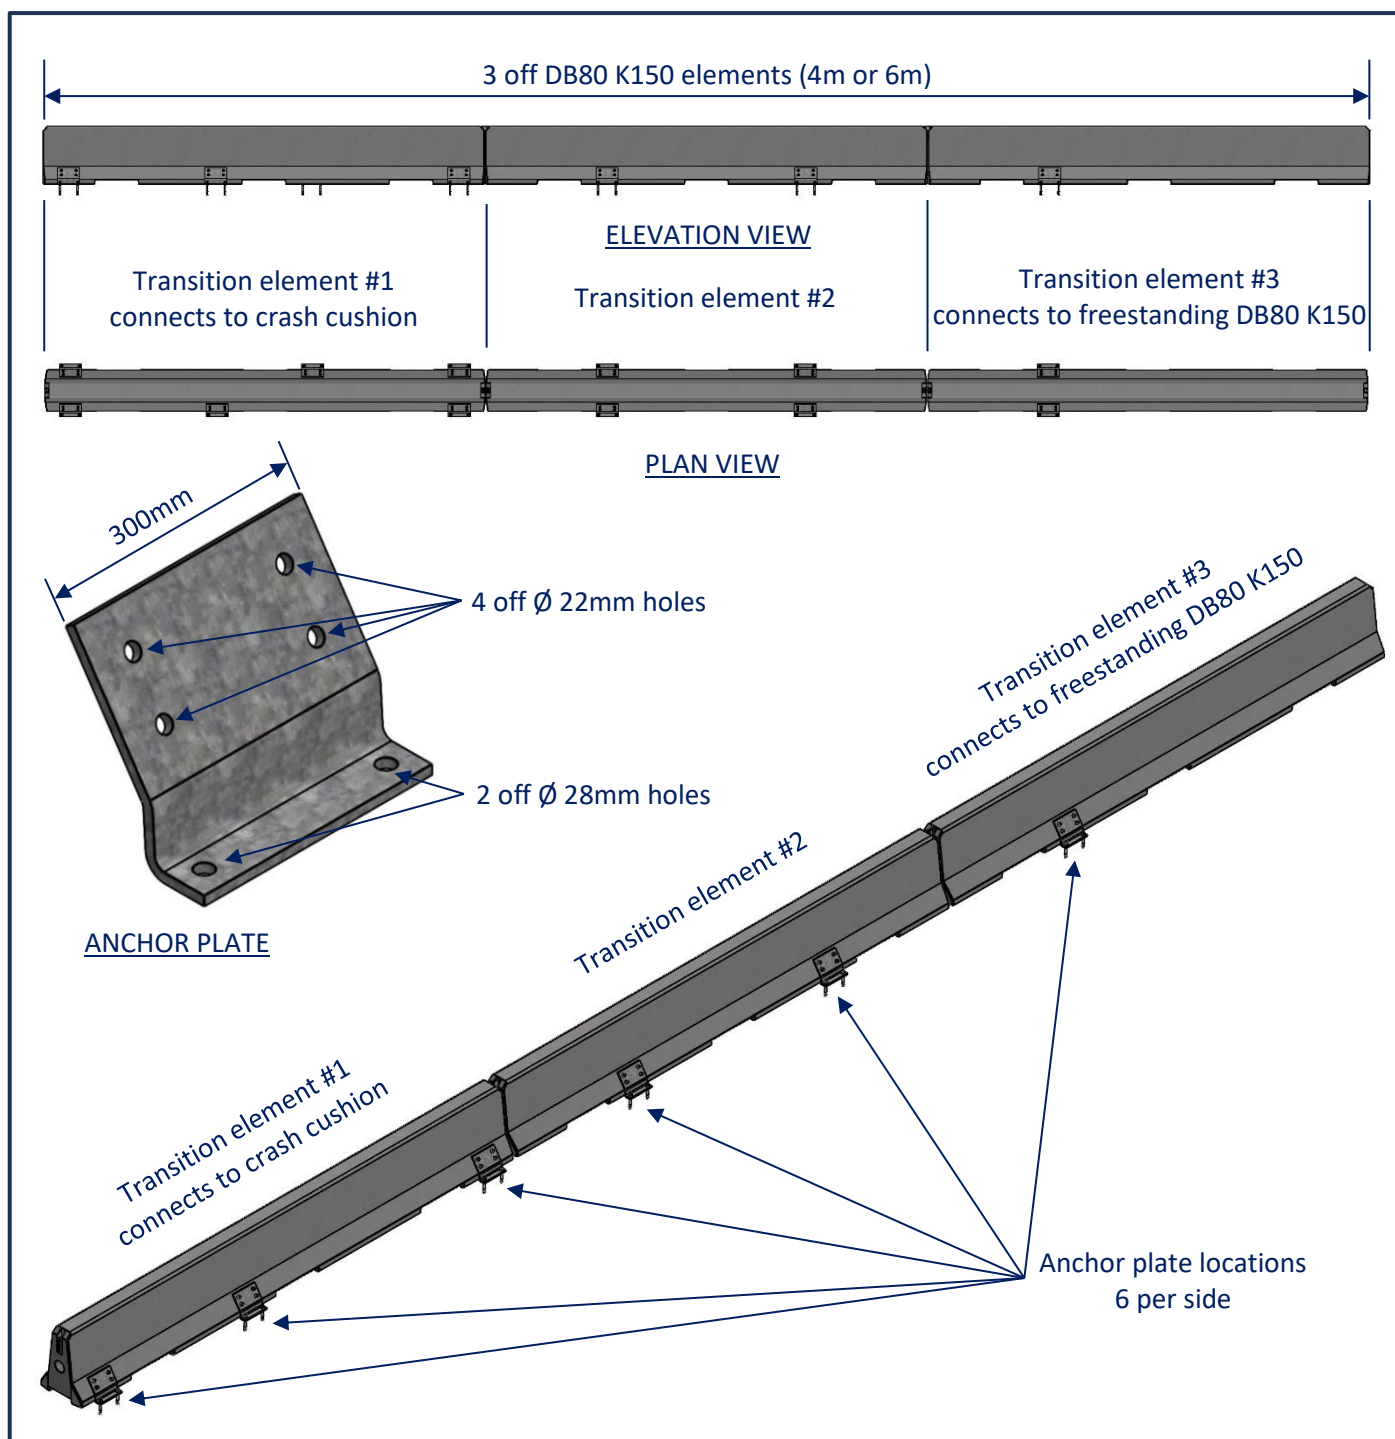 3 off DB80 K150 elements (4m or 6m)
ELEVATION VIEW
Transition element #1
connects to crash cushion
Transition element #2
Transition element #3
connects to freestanding DB80 K150
PLAN VIEW
300mm
4 off Ø 22mm holes
2 off Ø 28mm holes
ANCHOR PLATE
Transition element #3
connects to freestanding DB80 K150
Transition element #2
Transition element #1
connects to crash cushion
Anchor plate locations
6 per side